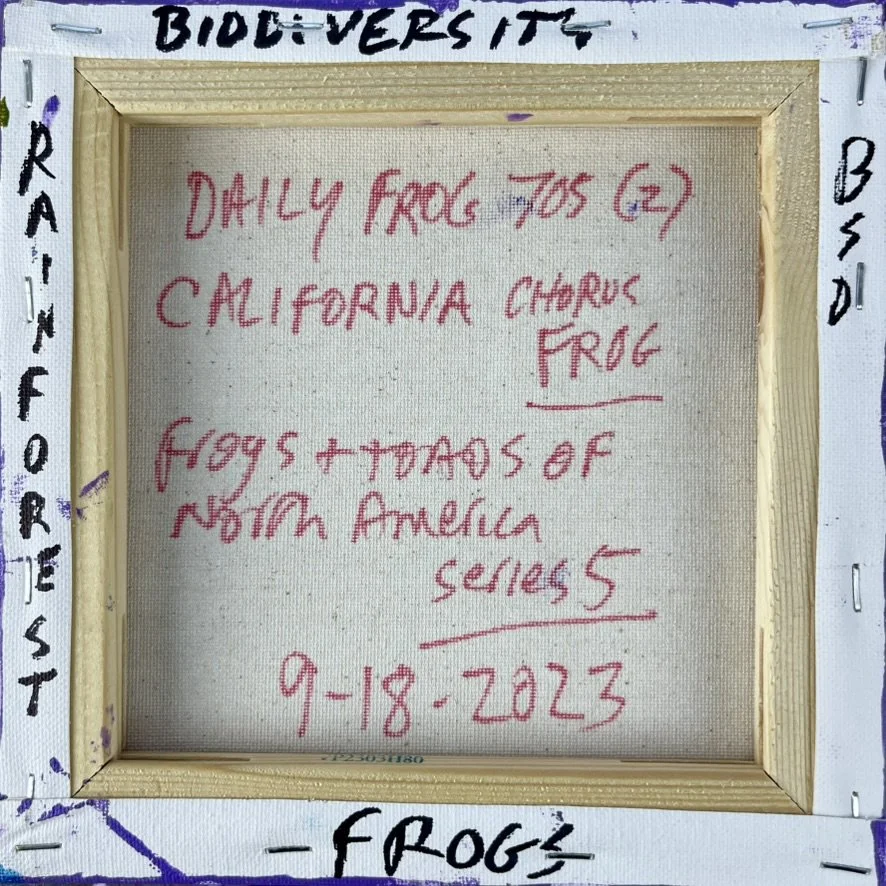 BIODIVERSITY
RAINFOREST
BSD
DAILY FROG 705 (2)
CALIFORNIA CHORUS
FROG
Frogs + tOADS OF
North America
series 5
9-18-2023
P2303H80
FROGS